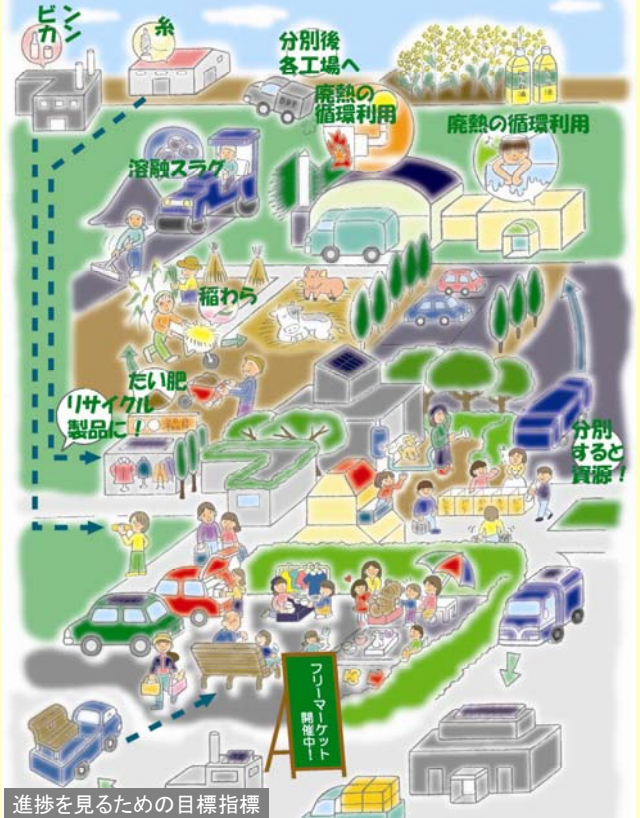 ビン
カン
糸
分別後
各工場へ
廃熱の
循環利用
廃熱の循環利用
溶融スラグ
稲わら
たい肥
リサイクル
製品に！
分別
すると
資源！
フリーマーケット
開催中！
進捗を見るための目標指標